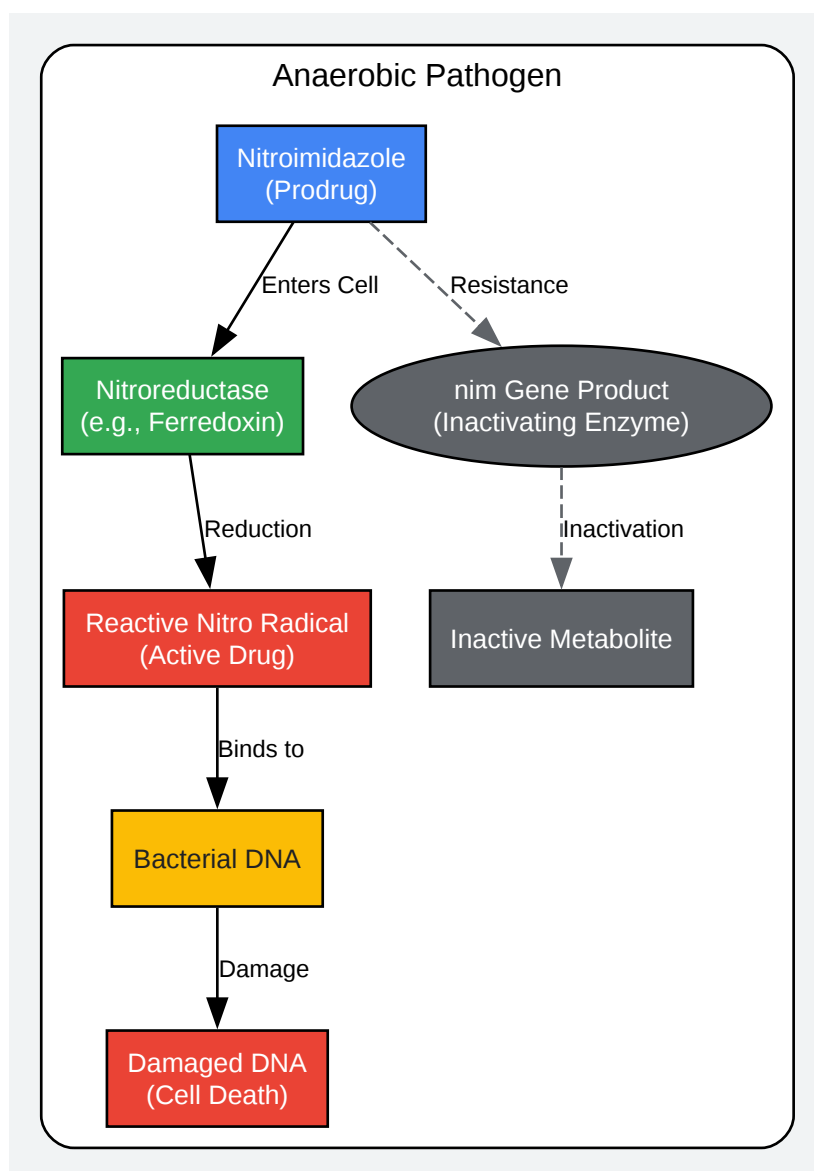 Anaerobic Pathogen
Nitroimidazole
(Prodrug)
Enters Cell
Resistance
Nitroreductase
(e.g., Ferredoxin)
nim Gene Product
(Inactivating Enzyme)
Reduction
Inactivation
Reactive Nitro Radical
(Active Drug)
Inactive Metabolite
Binds to
Bacterial DNA
Damage
Damaged DNA
(Cell Death)